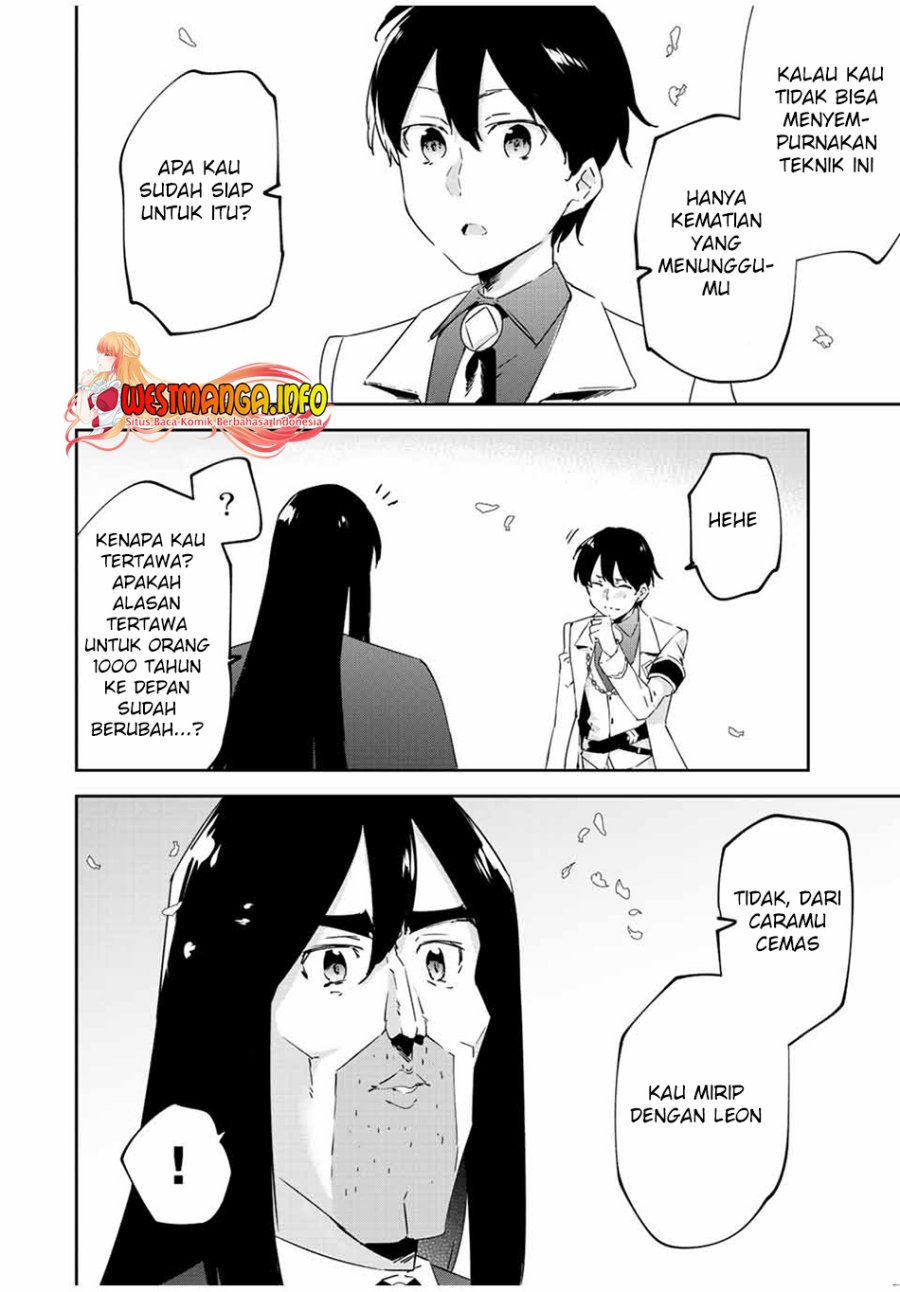 KALAU KAU
TIDAK BISA
MENYEM-
PURNAKAN
TEKNIK INI
HANYA
KEMATIAN
YANG
MENUNGGU-
MU
APA KAU
SUDAH SIAP
UNTUK ITU?
WESTMANGA.INFO
Situs Baca Komik Berbahasa Indonesia
HEHE
?
KENAPA KAU
TERTAWA?
APAKAH
ALASAN
TERTAWA
UNTUK ORANG
1000 TAHUN
KE DEPAN
SUDAH
BERUBAH...?
TIDAK, DARI
CARAMU
CEMAS
KAU MIRIP
DENGAN LEON
!